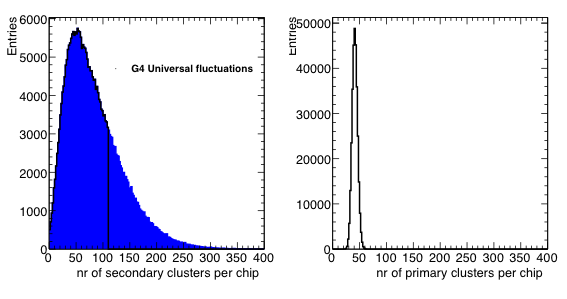 Entries
6000
5000
4000
3000
2000
1000
0
G4 Universal fluctuations
0 50 100 150 200 250 300 350 400
nr of secondary clusters per chip
Entries
50000
40000
30000
20000
10000
0
0 50 100 150 200 250 300 350 400
nr of primary clusters per chip